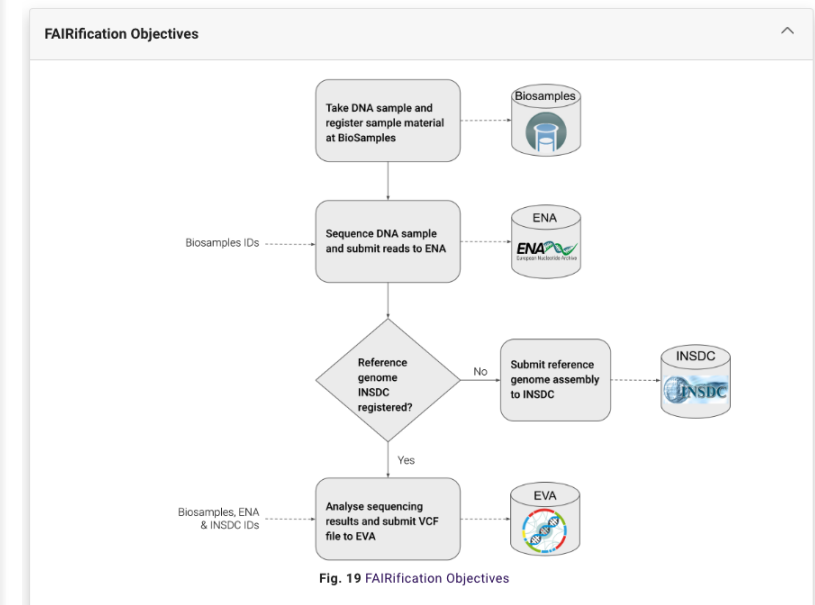 FAIRification Objectives
Take DNA sample and
register sample material
at BioSamples
Biosamples
Biosamples IDs
Sequence DNA sample
and submit reads to ENA
ENA
ENA
European Nucleotide Archive
Reference
genome
INSDC
registered?
No
Submit reference
genome assembly
to INSDC
INSDC
INSDC
Yes
Biosamples, ENA
& INSDC IDs
Analyse sequencing
results and submit VCF
file to EVA
EVA
Fig. 19 FAIRification Objectives